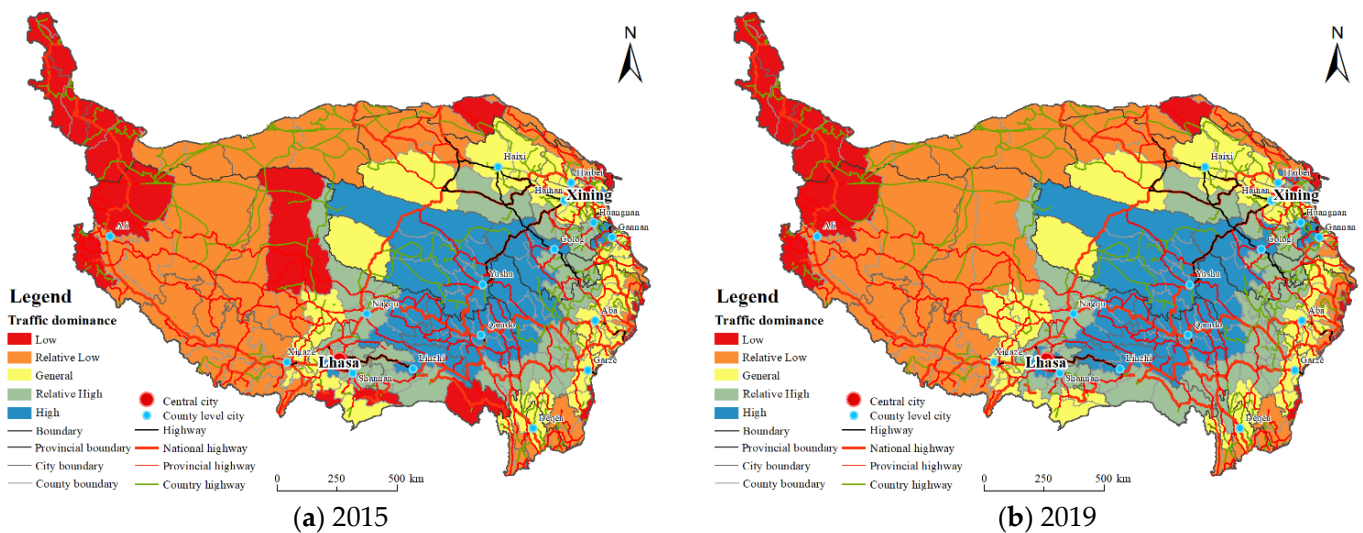 N
Haixi
Haibei
Hainan
Xining
Huangnan
Gannan
Golog
Ali
Yushu
Legend
Traffic dominance
Nagqu
Low
Aba
Relative Low
Qamdo
General
Xigaze
Lhasa
Linzhi
Garze
Relative High
Shannan
High
Central city
County level city
Deqen
Boundary
Highway
Provincial boundary
National highway
City boundary
Provincial highway
County boundary
Country highway
0 250 500 km
(a) 2015
N
Haixi
Haibei
Hainan
Xining
Huangnan
Gannan
Golog
Ali
Yushu
Legend
Traffic dominance
Nagqu
Low
Aba
Relative Low
Qamdo
General
Xigaze
Lhasa
Linzhi
Garze
Relative High
Shannan
High
Central city
County level city
Deqen
Boundary
Highway
Provincial boundary
National highway
City boundary
Provincial highway
County boundary
Country highway
0 250 500 km
(b) 2019